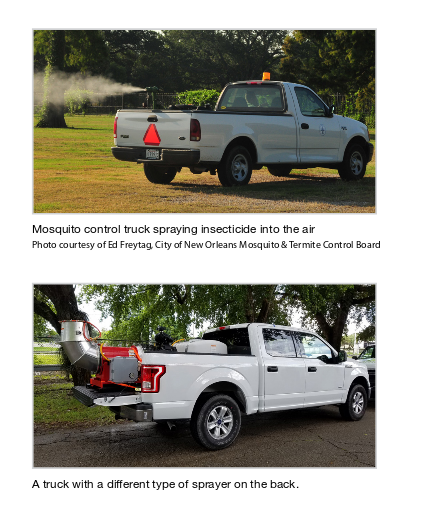 Mosquito control truck spraying insecticide into the air
Photo courtesy of Ed Freytag, City of New Orleans Mosquito & Termite Control Board
A truck with a different type of sprayer on the back.